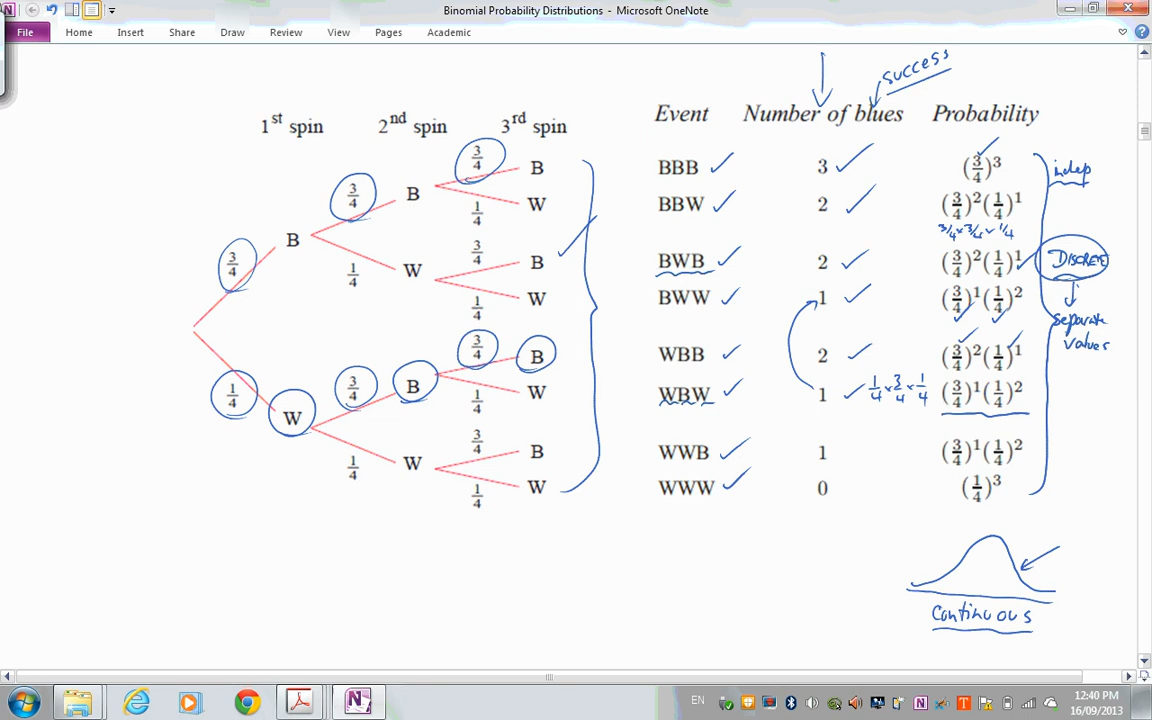 Binomial Probability Distributions - Microsoft OneNote
File Home Insert Share Draw Review View Pages Academic
success
1st spin 2nd spin 3rd spin Event Number of blues Probability
3/4 B BBB 3 (3/4)^3 indep
3/4 B 1/4 W BBW 2 (3/4)^2(1/4)^1
3/4 × 3/4 × 1/4
3/4 B 1/4 W 3/4 B BWB 2 (3/4)^2(1/4)^1 DISCRETE
1/4 W BWW 1 (3/4)^1(1/4)^2
separate
values
3/4 B WBB 2 (3/4)^2(1/4)^1
1/4 W 3/4 B 1/4 W WBW 1 1/4 × 3/4 × 1/4 (3/4)^1(1/4)^2
3/4 B WWB 1 (3/4)^1(1/4)^2
1/4 W 1/4 W WWW 0 (1/4)^3
Continuous
EN
12:40 PM
16/09/2013